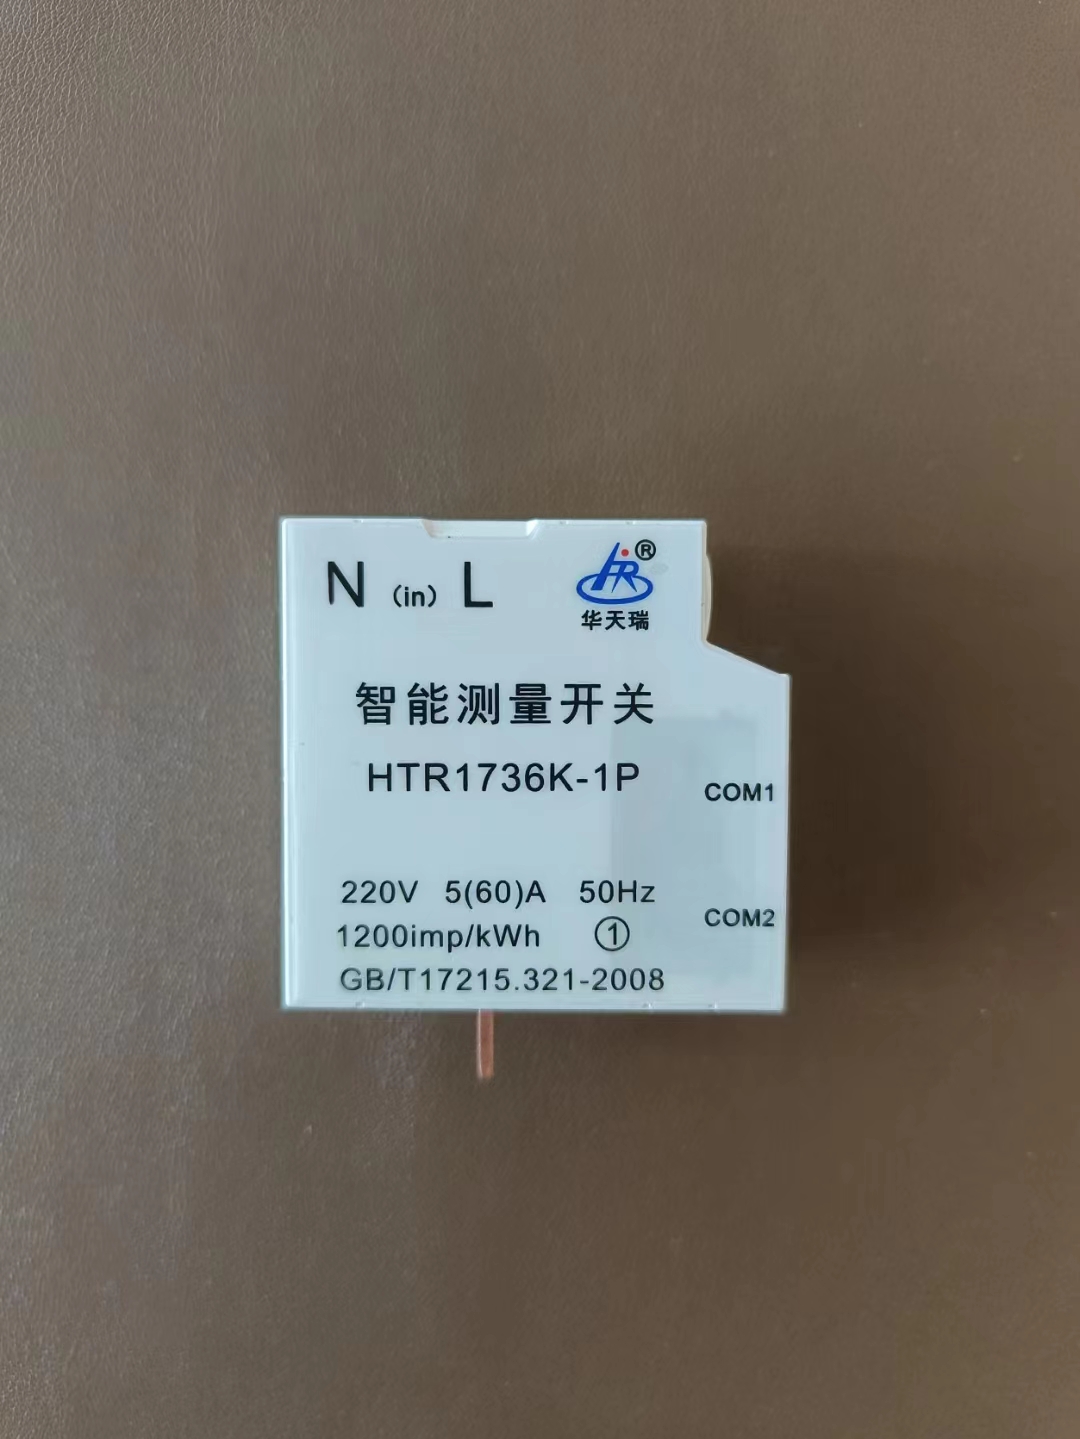 N (in) L
HR®
华天瑞
智能测量开关
HTR1736K-1P
COM1
220V 5(60)A 50Hz
COM2
1200imp/kWh ①
GB/T17215.321-2008